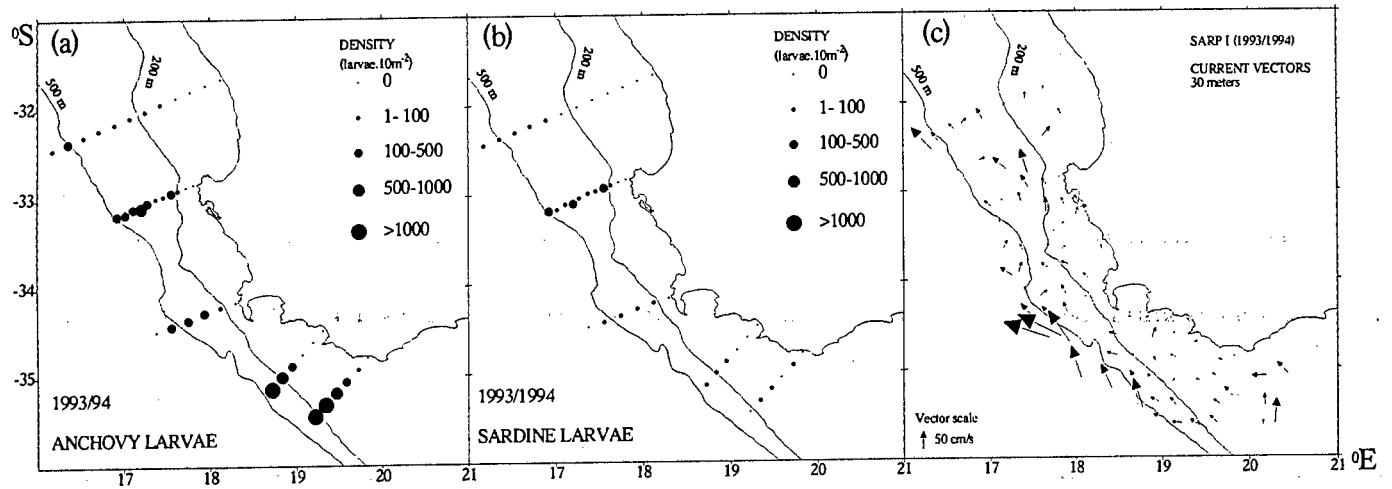 ⁰S
(a)
200 m
500 m
DENSITY
(larvae.10m⁻²)
0
1- 100
100-500
500-1000
>1000
-32
-33
-34
-35
1993/94
ANCHOVY LARVAE
17
18
19
20
21
(b)
200 m
500 m
DENSITY
(larvae.10m⁻²)
0
1- 100
100-500
500-1000
>1000
1993/1994
SARDINE LARVAE
17
18
19
20
21
(c)
200 m
500 m
SARP I (1993/1994)
CURRENT VECTORS
30 meters
Vector scale
50 cm/s
17
18
19
20
21
⁰E